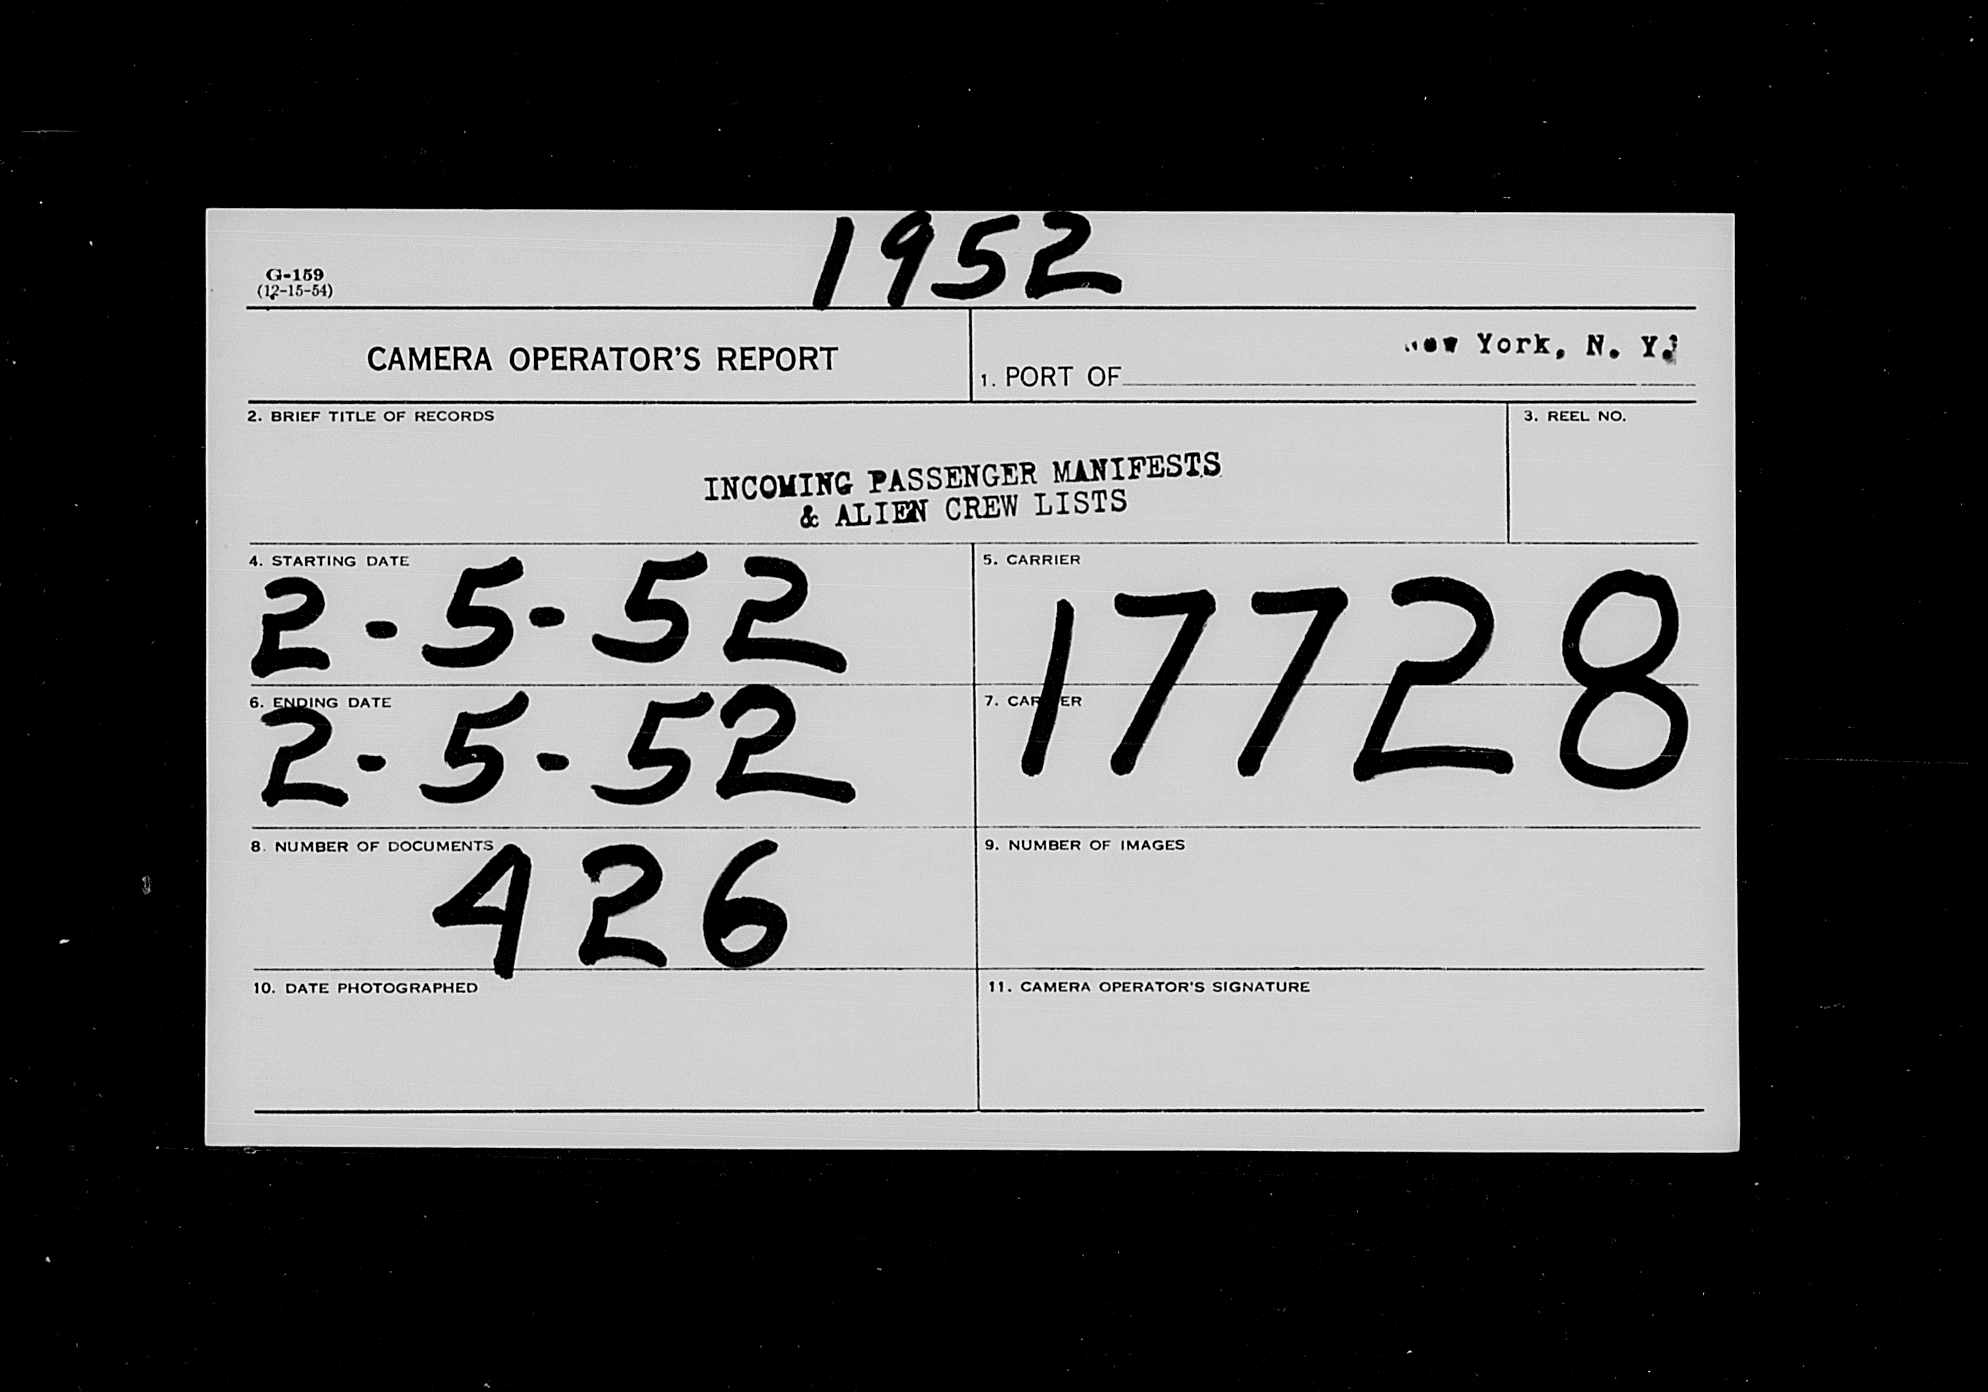 1952
G-159
(12-15-54)
CAMERA OPERATOR'S REPORT
1. PORT OF New York, N. Y.
2. BRIEF TITLE OF RECORDS
3. REEL NO.
INCOMING PASSENGER MANIFESTS
& ALIEN CREW LISTS
4. STARTING DATE
2-5-52
5. CARRIER
17728
6. ENDING DATE
2-5-52
7. CARRIER
8. NUMBER OF DOCUMENTS
426
9. NUMBER OF IMAGES
10. DATE PHOTOGRAPHED
11. CAMERA OPERATOR'S SIGNATURE